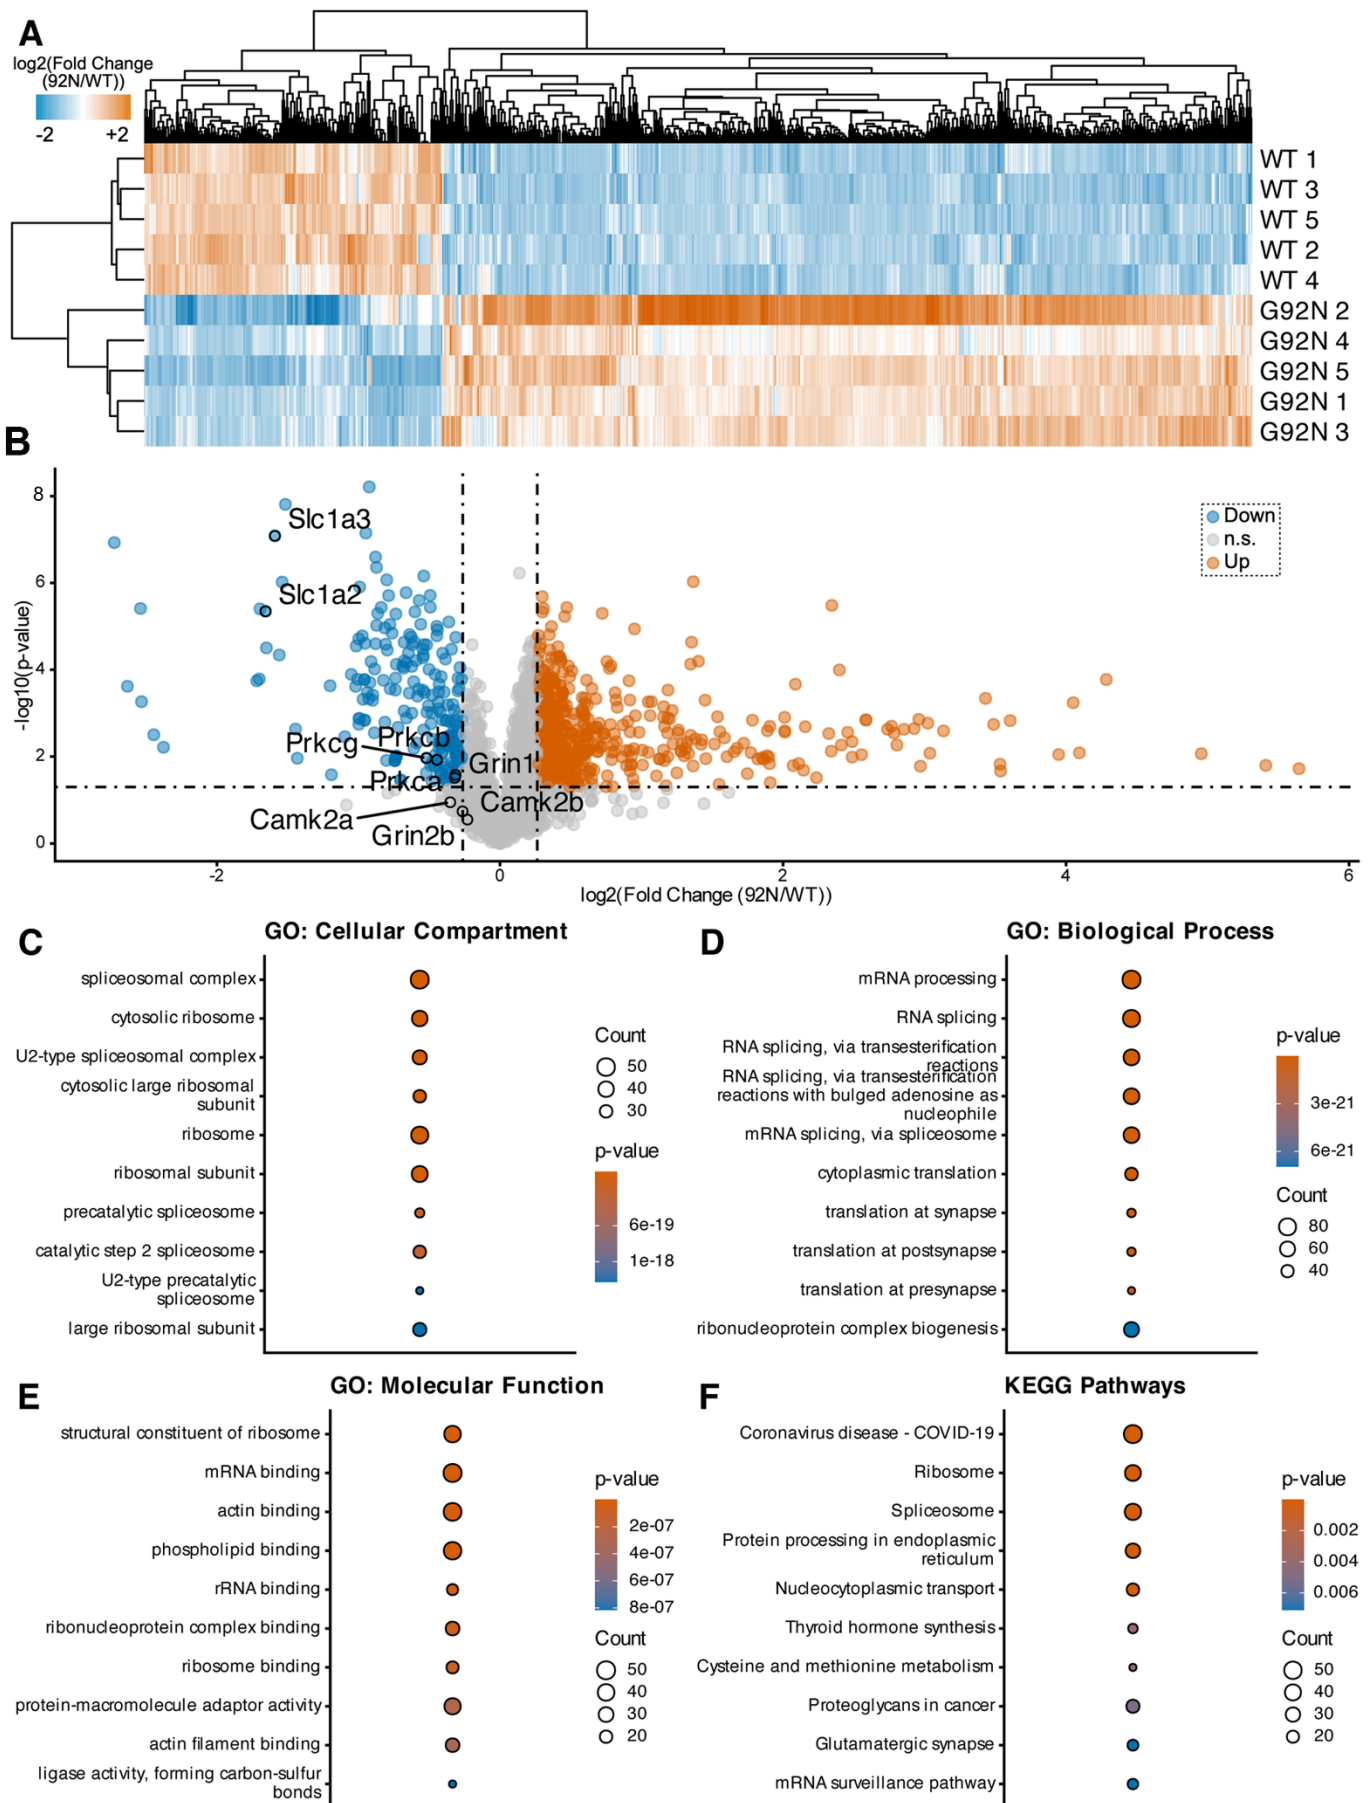 A
log2(Fold Change
(92N/WT))
-2
+2
WT 1
WT 3
WT 5
WT 2
WT 4
G92N 2
G92N 4
G92N 5
G92N 1
G92N 3
B
-log10(p-value)
8
6
4
2
0
Slc1a3
Slc1a2
Prkcg
Prkcb
Prkca
Grin1
Camk2b
Camk2a
Grin2b
Down
n.s.
Up
-2
0
2
4
6
log2(Fold Change (92N/WT))
C
GO: Cellular Compartment
spliceosomal complex
cytosolic ribosome
U2-type spliceosomal complex
cytosolic large ribosomal
subunit
ribosome
ribosomal subunit
precatalytic spliceosome
catalytic step 2 spliceosome
U2-type precatalytic
spliceosome
large ribosomal subunit
Count
50
40
30
p-value
6e-19
1e-18
D
GO: Biological Process
mRNA processing
RNA splicing
RNA splicing, via transesterification
reactions
RNA splicing, via transesterification
reactions with bulged adenosine as
nucleophile
mRNA splicing, via spliceosome
cytoplasmic translation
translation at synapse
translation at postsynapse
translation at presynapse
ribonucleoprotein complex biogenesis
p-value
3e-21
6e-21
Count
80
60
40
E
GO: Molecular Function
structural constituent of ribosome
mRNA binding
actin binding
phospholipid binding
rRNA binding
ribonucleoprotein complex binding
ribosome binding
protein-macromolecule adaptor activity
actin filament binding
ligase activity, forming carbon-sulfur
bonds
p-value
2e-07
4e-07
6e-07
8e-07
Count
50
40
30
20
F
KEGG Pathways
Coronavirus disease - COVID-19
Ribosome
Spliceosome
Protein processing in endoplasmic
reticulum
Nucleocytoplasmic transport
Thyroid hormone synthesis
Cysteine and methionine metabolism
Proteoglycans in cancer
Glutamatergic synapse
mRNA surveillance pathway
p-value
0.002
0.004
0.006
Count
50
40
30
20